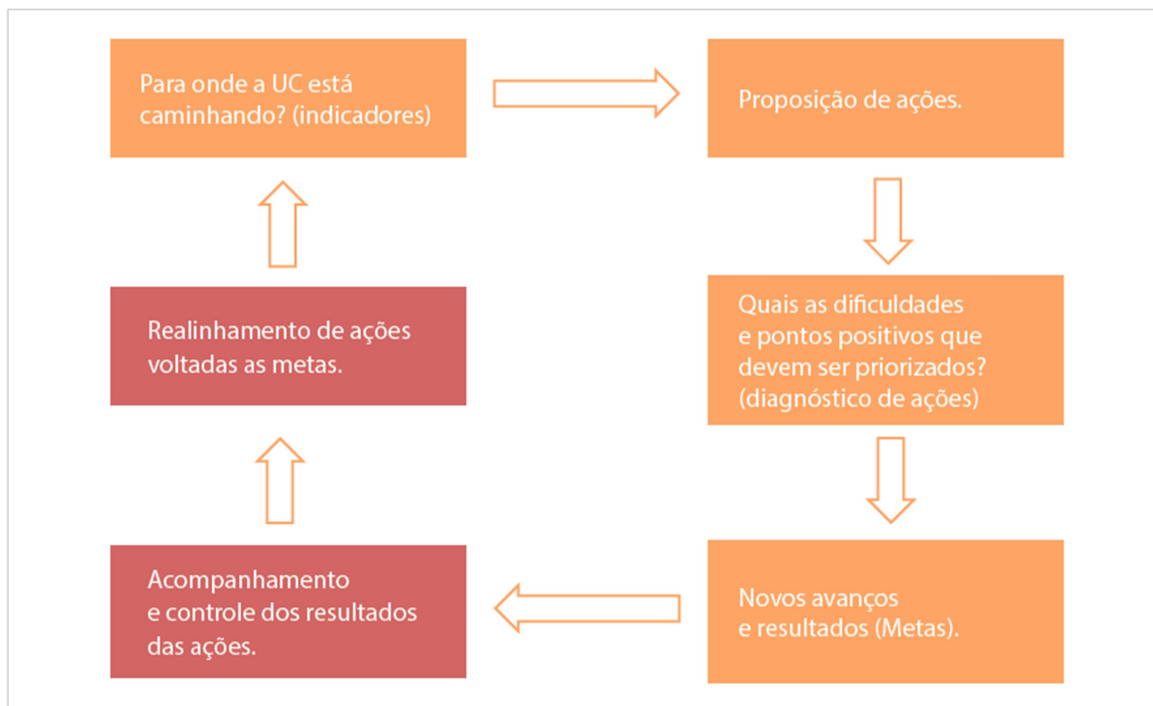 Para onde a UC está
caminhando? (indicadores)
Proposição de ações.
Quais as dificuldades
e pontos positivos que
devem ser priorizados?
(diagnóstico de ações)
Novos avanços
e resultados (Metas).
Acompanhamento
e controle dos resultados
das ações.
Realinhamento de ações
voltadas as metas.